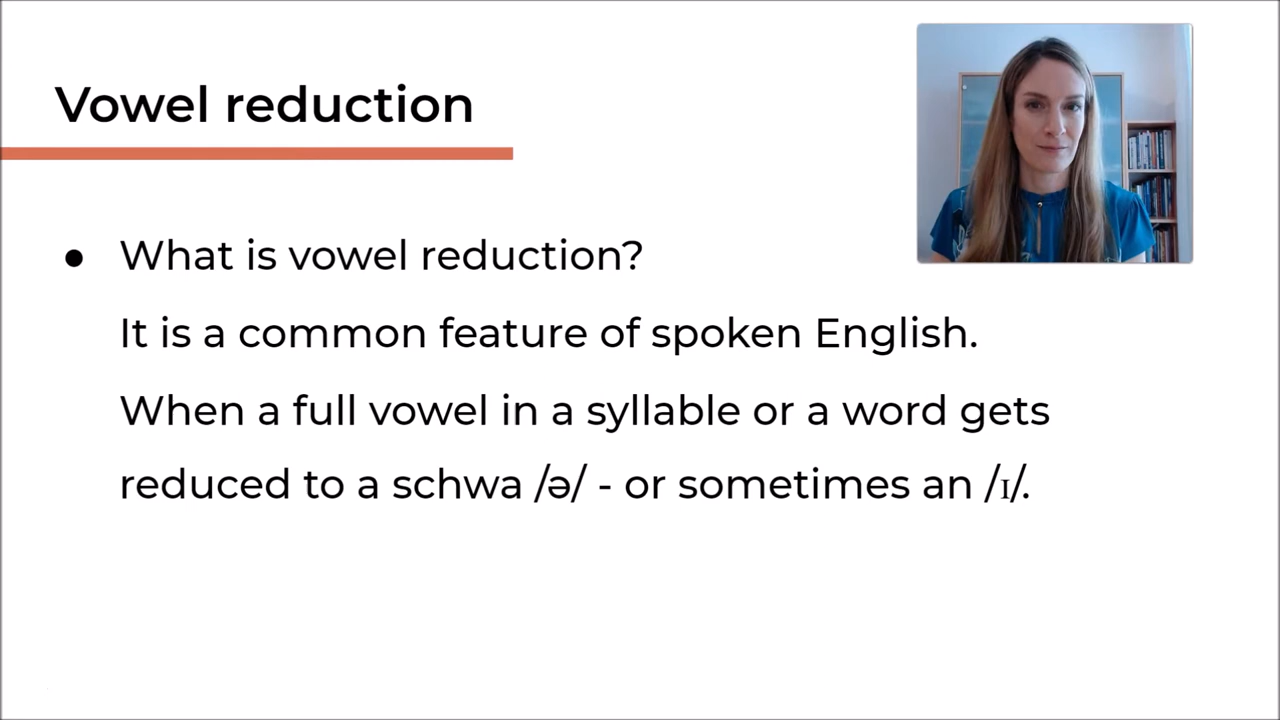 Vowel reduction
● What is vowel reduction?
It is a common feature of spoken English.
When a full vowel in a syllable or a word gets
reduced to a schwa /ə/ - or sometimes an /ɪ/.